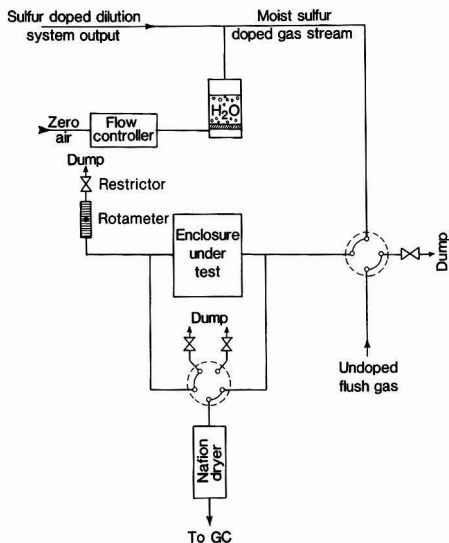 Sulfur doped dilution
system output
Moist sulfur
doped gas stream
H2O
Zero
air
Flow
controller
Dump
Restrictor
Rotameter
Enclosure
under
test
Dump
Dump
Undoped
flush gas
Nafion
dryer
To GC